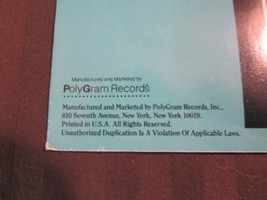 Manufactured and Marketed by
PolyGram Records
Manufactured and Marketed by PolyGram Records, Inc.,
810 Seventh Avenue, New York, New York 10019.
Printed in U.S.A. All Rights Reserved.
Unauthorized Duplication Is A Violation Of Applicable Laws.